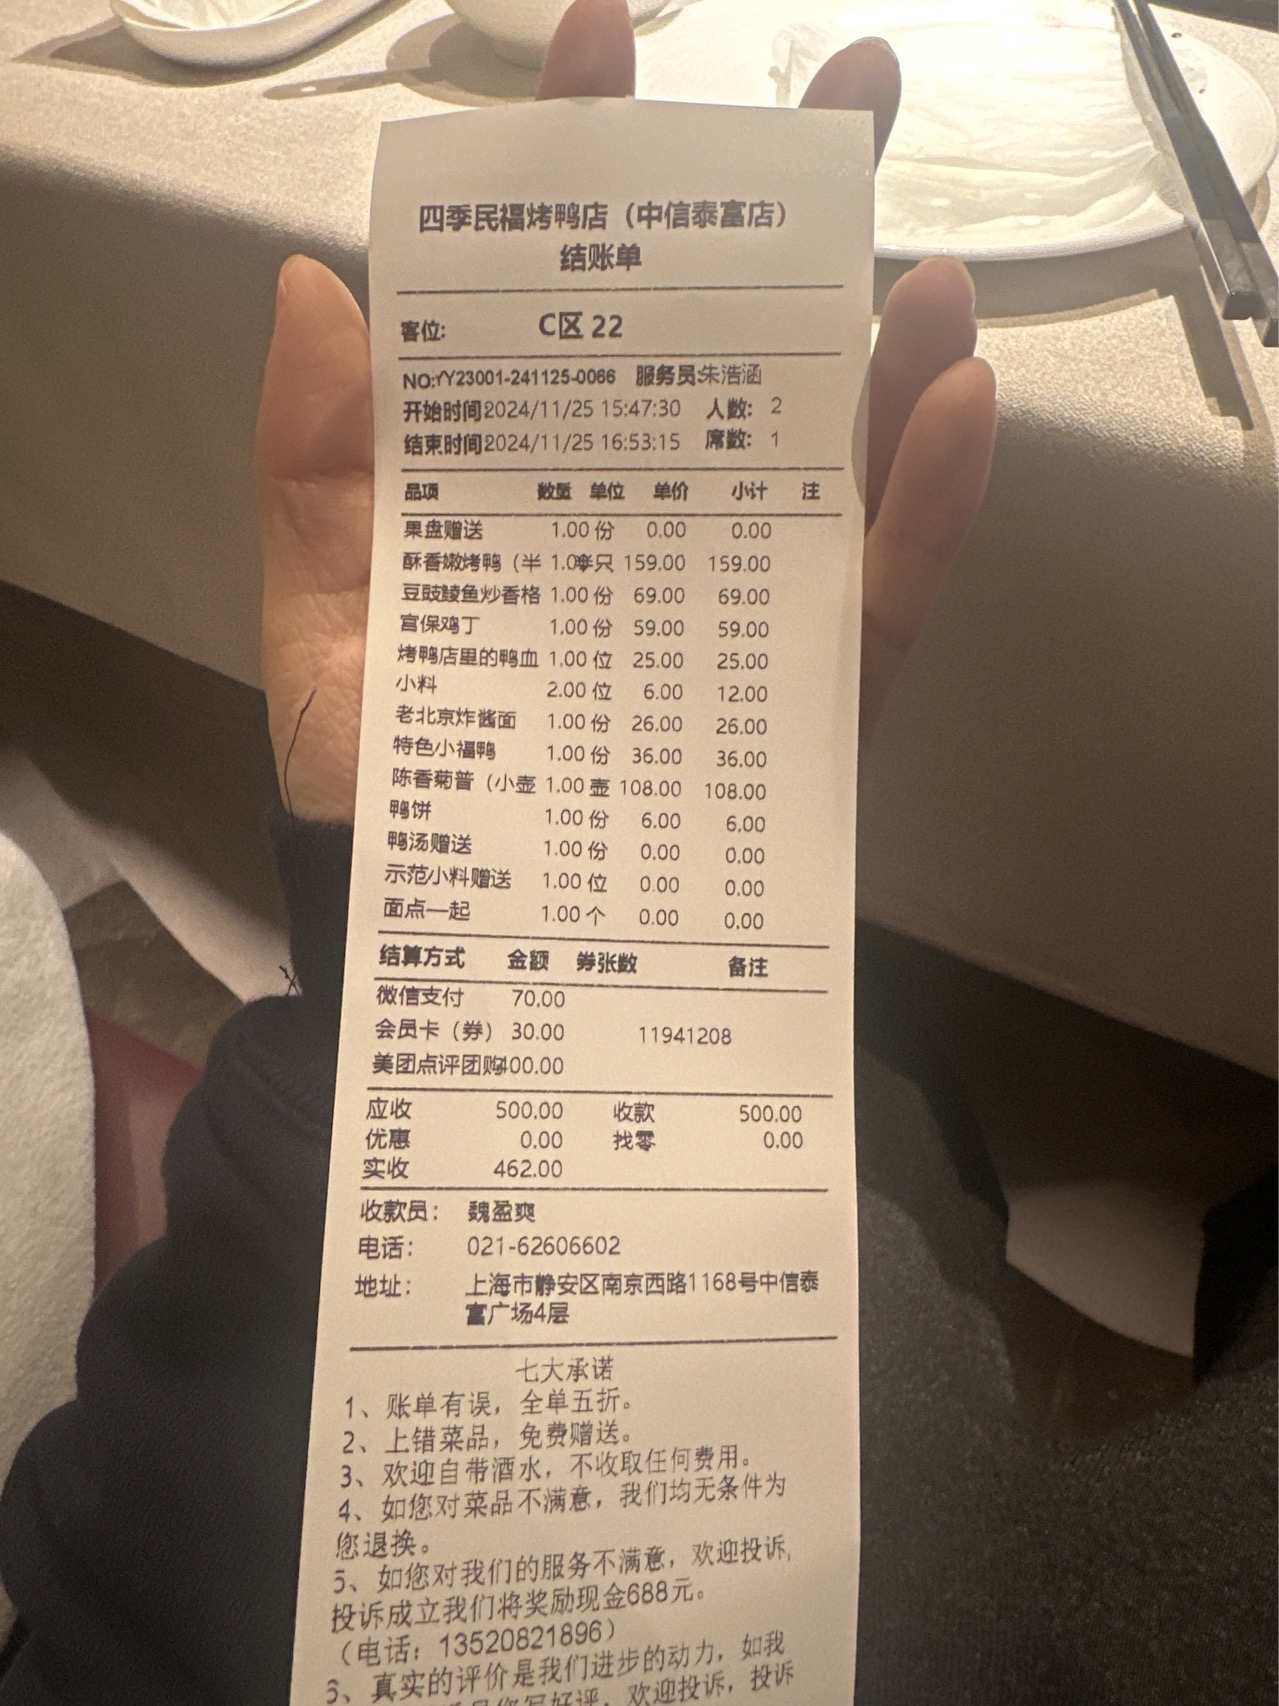 四季民福烤鸭店（中信泰富店）
结账单
客位: C区 22
NO:YY23001-241125-0066 服务员:朱浩涵
开始时间2024/11/25 15:47:30 人数: 2
结束时间2024/11/25 16:53:15 席数: 1
品项 数量 单位 单价 小计 注
果盘赠送 1.00 份 0.00 0.00
酥香嫩烤鸭（半 1.00半只 159.00 159.00
豆豉鲮鱼炒香格 1.00 份 69.00 69.00
宫保鸡丁 1.00 份 59.00 59.00
烤鸭店里的鸭血 1.00 位 25.00 25.00
小料 2.00 位 6.00 12.00
老北京炸酱面 1.00 份 26.00 26.00
特色小福鸭 1.00 份 36.00 36.00
陈香菊普（小壶 1.00 壶 108.00 108.00
鸭饼 1.00 份 6.00 6.00
鸭汤赠送 1.00 份 0.00 0.00
示范小料赠送 1.00 位 0.00 0.00
面点一起 1.00 个 0.00 0.00
结算方式 金额 券张数 备注
微信支付 70.00
会员卡（券） 30.00 11941208
美团点评团购400.00
应收 500.00 收款 500.00
优惠 0.00 找零 0.00
实收 462.00
收款员： 魏盈爽
电话： 021-62606602
地址： 上海市静安区南京西路1168号中信泰
富广场4层
七大承诺
1、账单有误，全单五折。
2、上错菜品，免费赠送。
3、欢迎自带酒水，不收取任何费用。
4、如您对菜品不满意，我们均无条件为
您退换。
5、如您对我们的服务不满意，欢迎投诉，
投诉成立我们将奖励现金688元。
（电话：13520821896）
6、真实的评价是我们进步的动力，如我
写好评，欢迎投诉，投诉